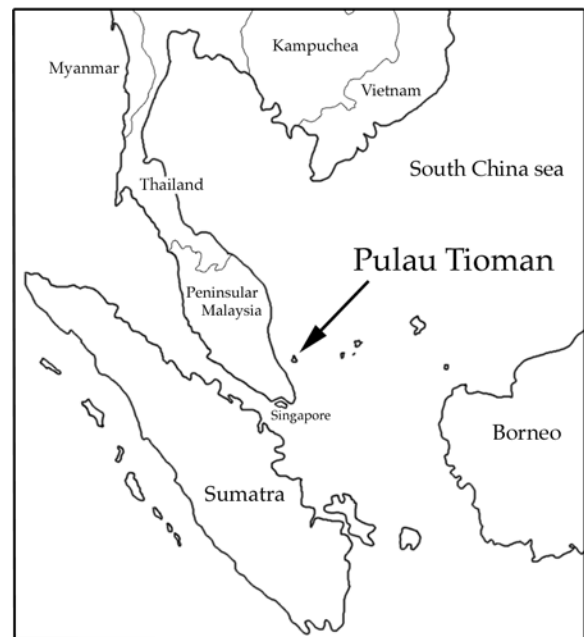 Kampuchea
Myanmar
Vietnam
South China sea
Thailand
Pulau Tioman
Peninsular
Malaysia
Singapore
Borneo
Sumatra